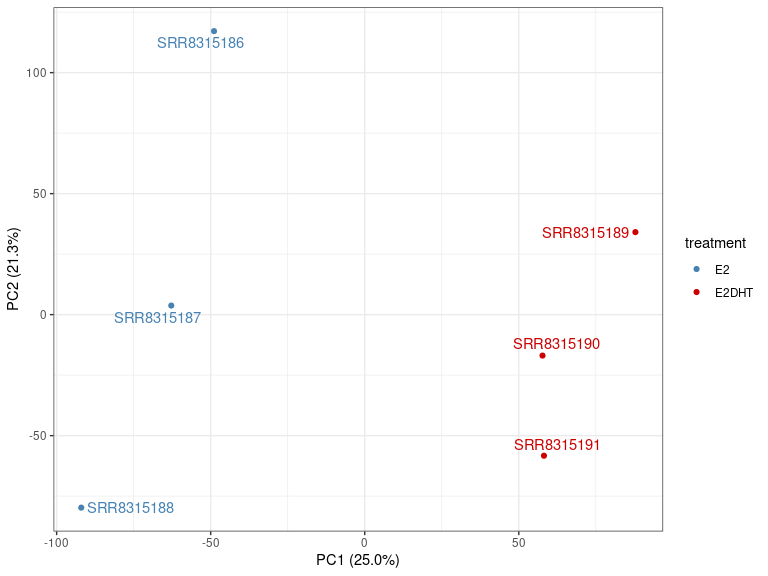 SRR8315186
100
50
SRR8315189
treatment
E2
E2DHT
PC2 (21.3%)
0
SRR8315187
SRR8315190
-50
SRR8315191
SRR8315188
-100
-50
0
50
PC1 (25.0%)